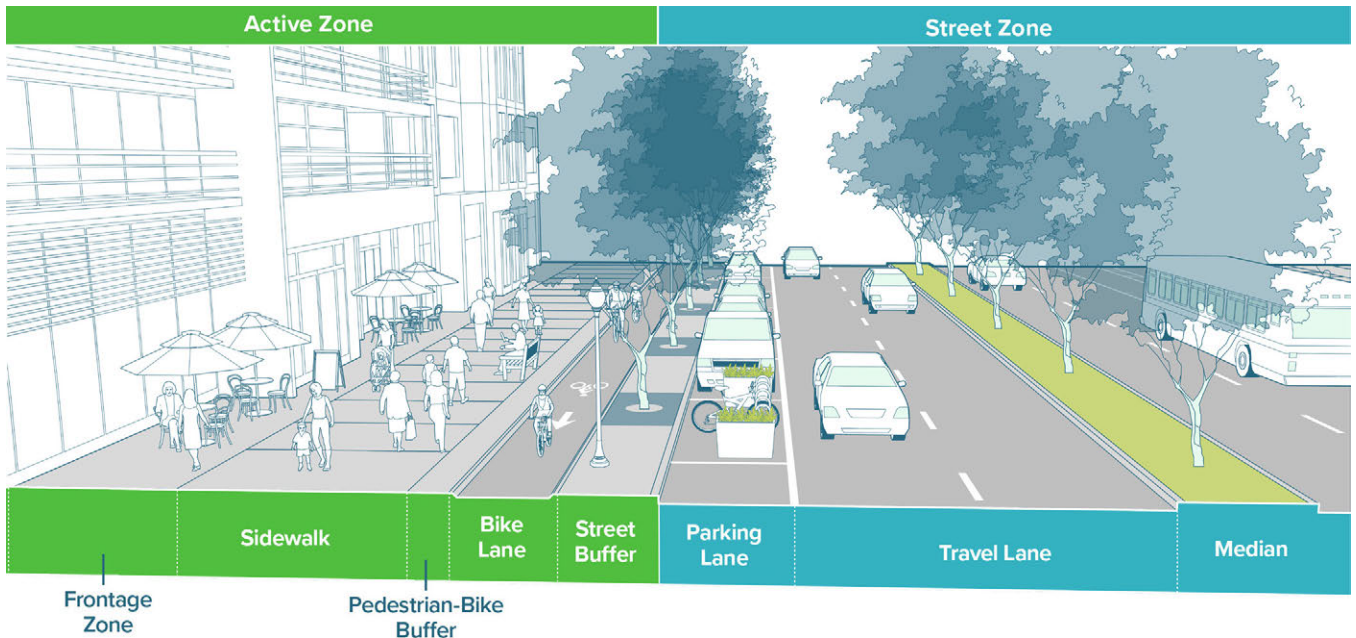 Active Zone
Street Zone
Frontage
Zone
Sidewalk
Pedestrian-Bike
Buffer
Bike
Lane
Street
Buffer
Parking
Lane
Travel Lane
Median